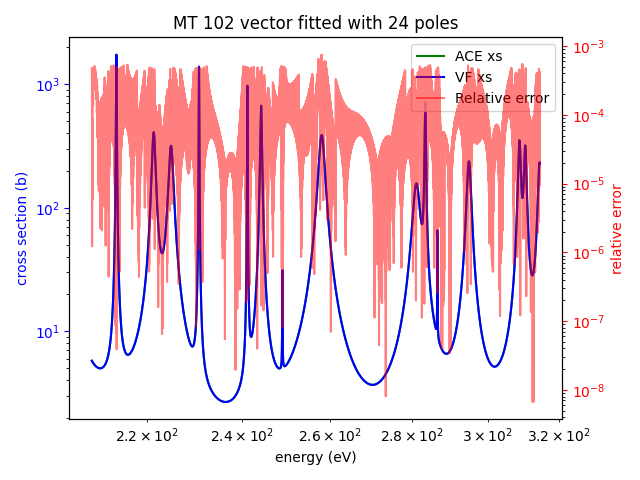 MT 102 vector fitted with 24 poles
ACE xs
VF xs
Relative error
10³
10²
10¹
cross section (b)
10⁻³
10⁻⁴
10⁻⁵
10⁻⁶
10⁻⁷
10⁻⁸
relative error
2.2 × 10² 2.4 × 10² 2.6 × 10² 2.8 × 10² 3 × 10² 3.2 × 10²
energy (eV)